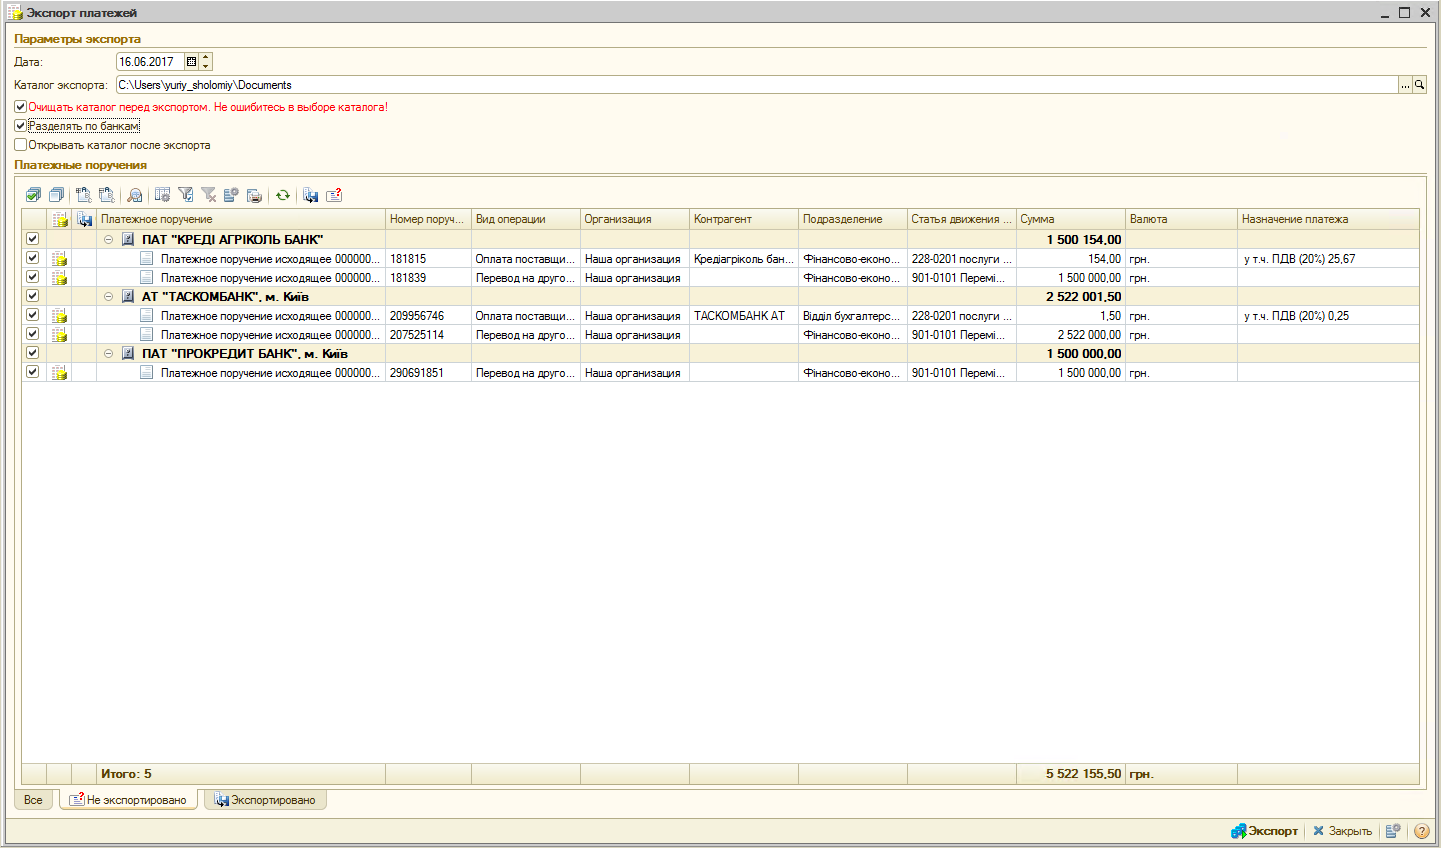 Экспорт платежей
Параметры экспорта
Дата: 16.06.2017
Каталог экспорта: C:\Users\yuriy_sholomiy\Documents ...
Очищать каталог перед экспортом. Не ошибитесь в выборе каталога!
Разделять по банкам
Открывать каталог после экспорта
Платежные поручения
Платежное поручение Номер поруч... Вид операции Организация Контрагент Подразделение Статья движения ... Сумма Валюта Назначение платежа
ПАТ "КРЕДІ АГРІКОЛЬ БАНК" 1 500 154,00
Платежное поручение исходящее 000000... 181815 Оплата поставщи... Наша организация Кредіагріколь бан... Фінансово-еконо... 228-0201 послуги ... 154,00 грн. у т.ч. ПДВ (20%) 25,67
Платежное поручение исходящее 000000... 181839 Перевод на друго... Наша организация Фінансово-еконо... 901-0101 Перемі... 1 500 000,00 грн.
АТ "ТАСКОМБАНК", м. Київ 2 522 001,50
Платежное поручение исходящее 000000... 209956746 Оплата поставщи... Наша организация ТАСКОМБАНК АТ Відділ бухгалтерс... 228-0201 послуги ... 1,50 грн. у т.ч. ПДВ (20%) 0,25
Платежное поручение исходящее 000000... 207525114 Перевод на друго... Наша организация Фінансово-еконо... 901-0101 Перемі... 2 522 000,00 грн.
ПАТ "ПРОКРЕДИТ БАНК", м. Київ 1 500 000,00
Платежное поручение исходящее 000000... 290691851 Перевод на друго... Наша организация Фінансово-еконо... 901-0101 Перемі... 1 500 000,00 грн.
Итого: 5 5 522 155,50 грн.
Все Не экспортировано Экспортировано
Экспорт Закрыть ?